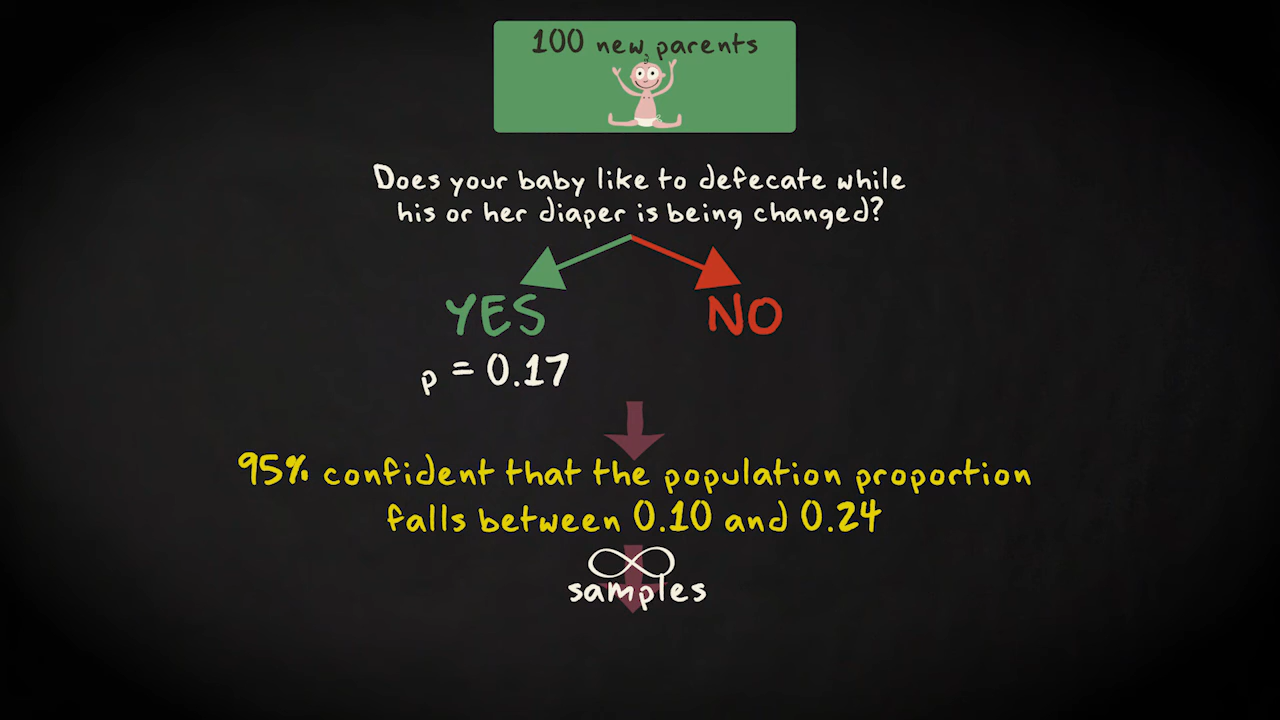 100 new parents
Does your baby like to defecate while
his or her diaper is being changed?
YES
NO
p = 0.17
95% confident that the population proportion
falls between 0.10 and 0.24
∞
samples